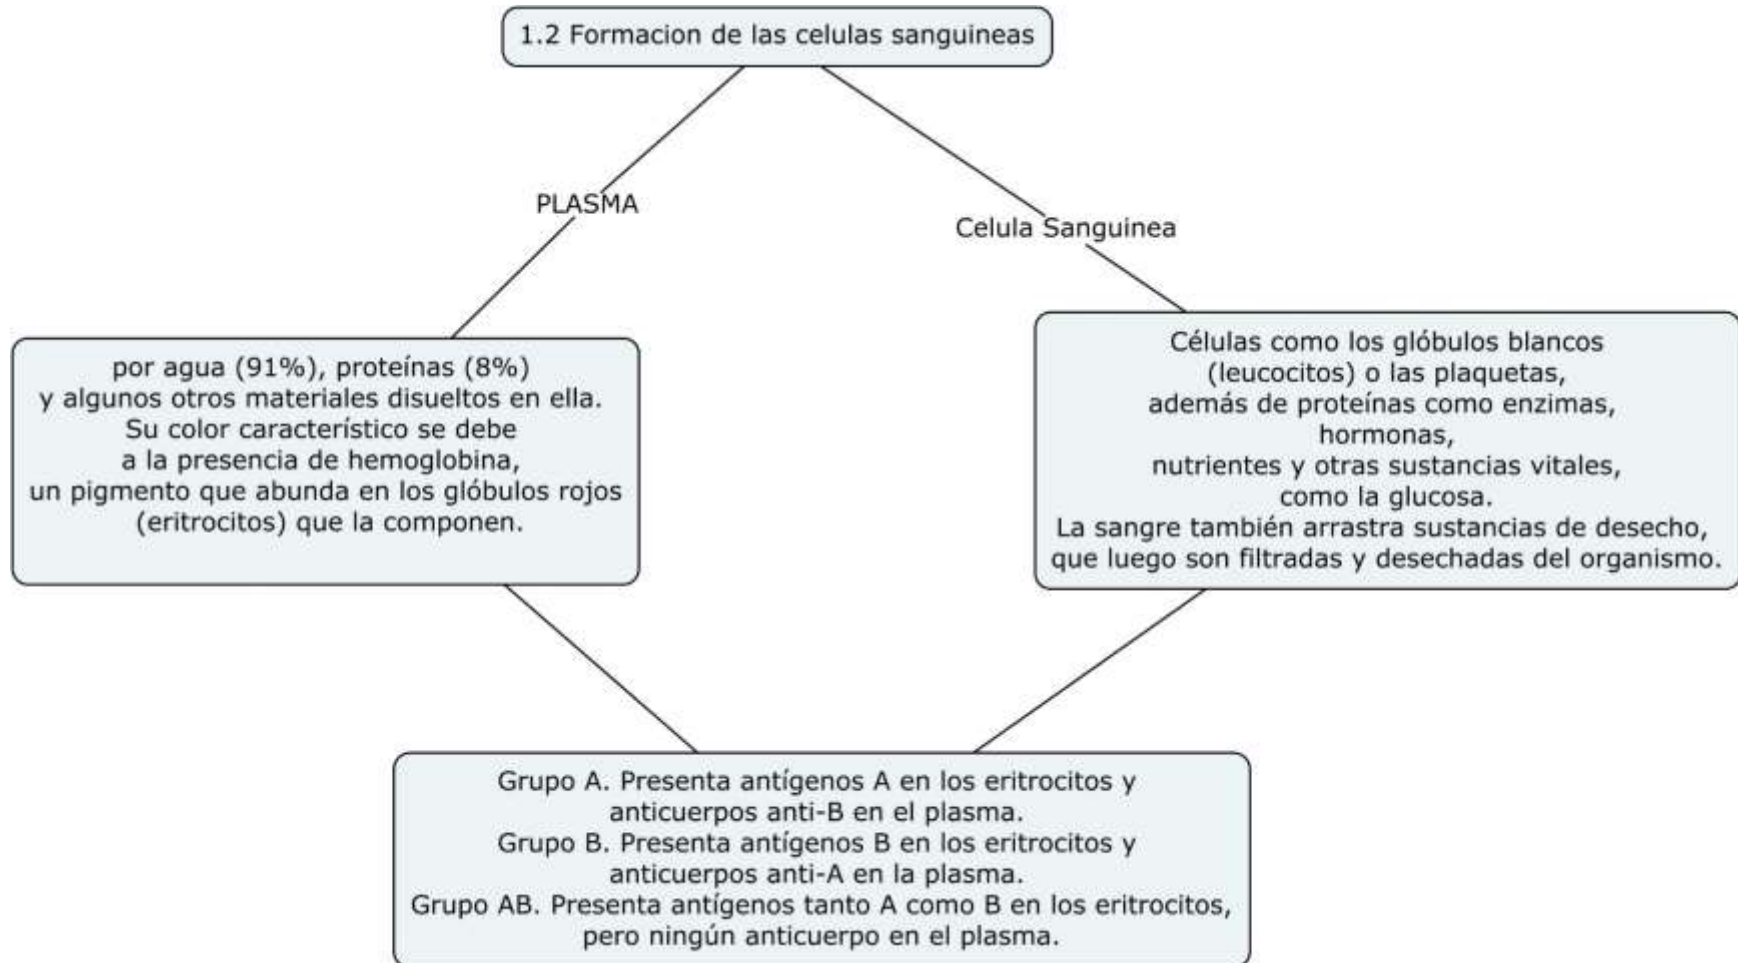 1.2 Formacion de las celulas sanguineas
PLASMA
Celula Sanguinea
por agua (91%), proteínas (8%)
y algunos otros materiales disueltos en ella.
Su color característico se debe
a la presencia de hemoglobina,
un pigmento que abunda en los glóbulos rojos
(eritrocitos) que la componen.
Células como los glóbulos blancos
(leucocitos) o las plaquetas,
además de proteínas como enzimas,
hormonas,
nutrientes y otras sustancias vitales,
como la glucosa.
La sangre también arrastra sustancias de desecho,
que luego son filtradas y desechadas del organismo.
Grupo A. Presenta antígenos A en los eritrocitos y
anticuerpos anti-B en el plasma.
Grupo B. Presenta antígenos B en los eritrocitos y
anticuerpos anti-A en la plasma.
Grupo AB. Presenta antígenos tanto A como B en los eritrocitos,
pero ningún anticuerpo en el plasma.